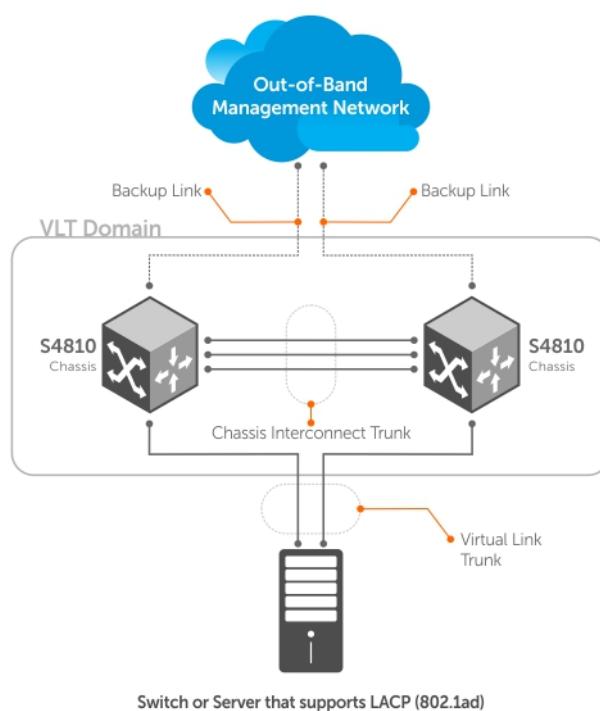 Out-of-Band
Management Network
Backup Link
Backup Link
VLT Domain
S4810
Chassis
S4810
Chassis
Chassis Interconnect Trunk
Virtual Link
Trunk
Switch or Server that supports LACP (802.1ad)